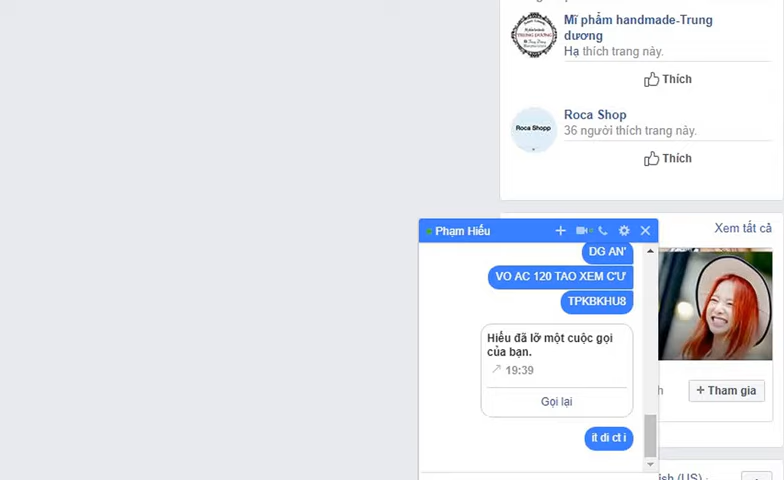 Mĩ phẩm handmade-Trung
dương
Hạ thích trang này.
Thích
Roca Shop
Roca Shopp
36 người thích trang này.
Thích
Xem tất cả
Phạm Hiếu
DG AN'
VO AC 120 TAO XEM C'U'
TPKBKHU8
Hiếu đã lỡ một cuộc gọi
của bạn.
19:39
Gọi lại
+ Tham gia
ít di ct i